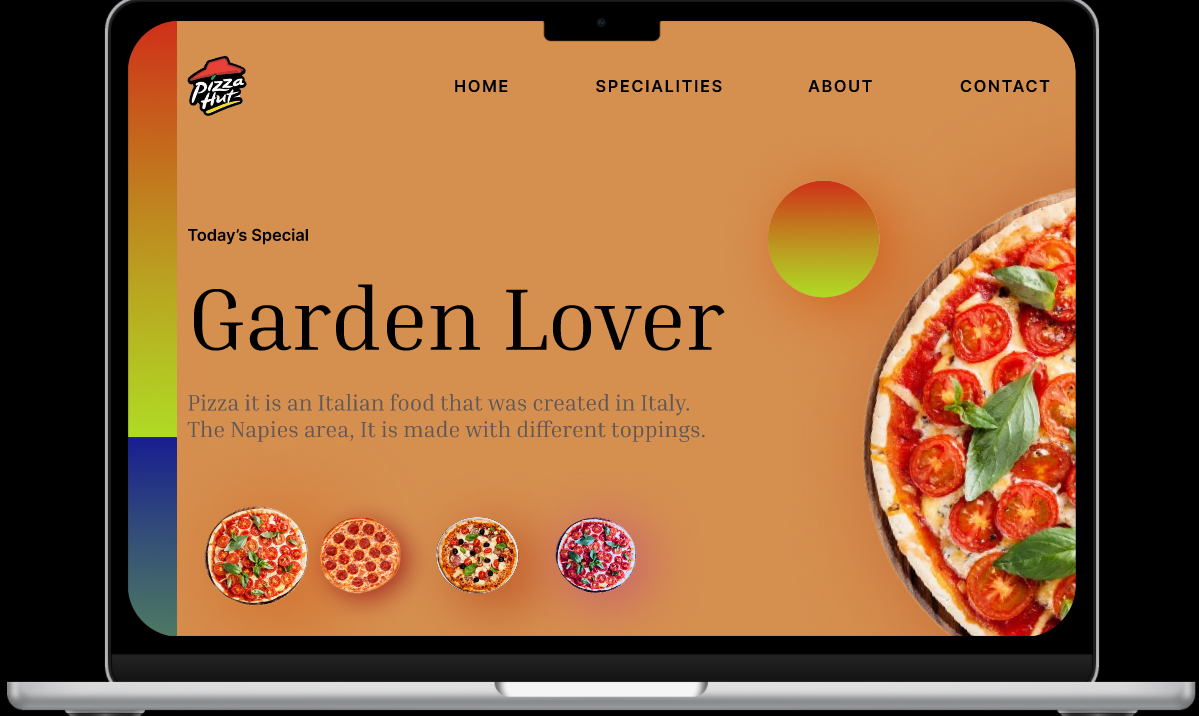 Pizza
Hut
HOME
SPECIALITIES
ABOUT
CONTACT
Today’s Special
Garden Lover
Pizza it is an Italian food that was created in Italy.
The Napies area, It is made with different toppings.